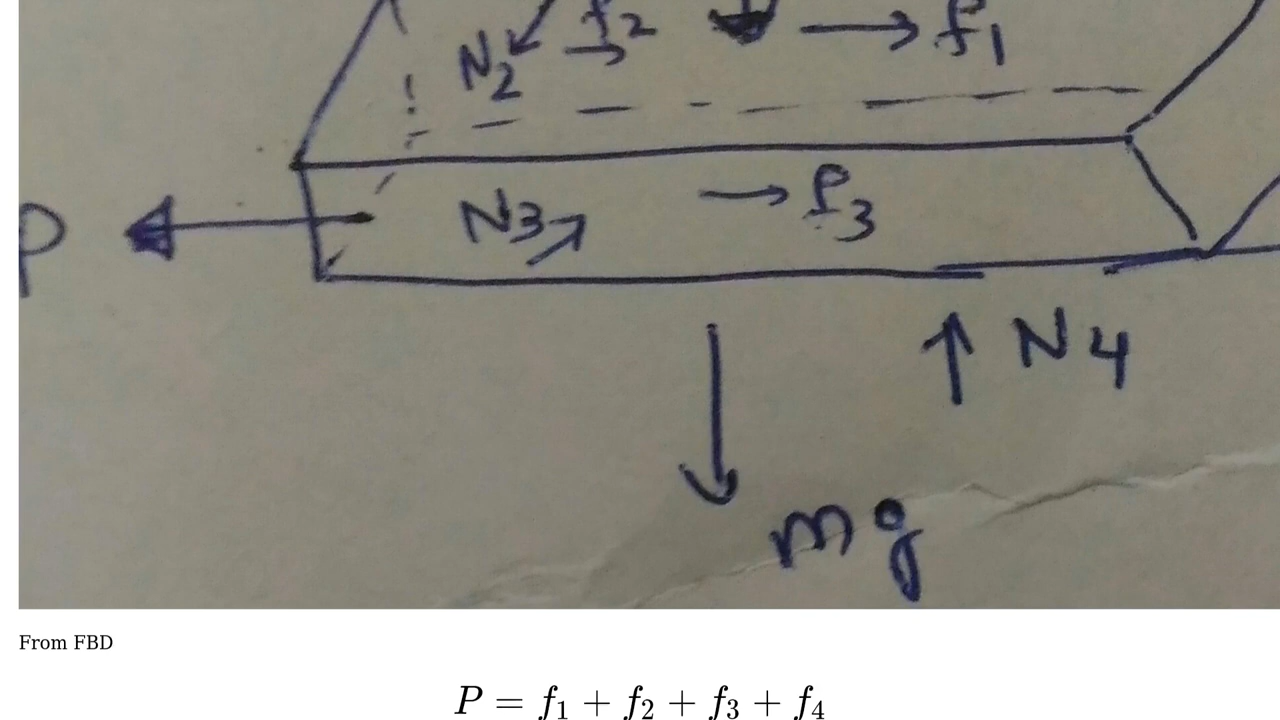 N2 f2 f1
P N3 f3
N4
mg
From FBD
P = f₁ + f₂ + f₃ + f₄